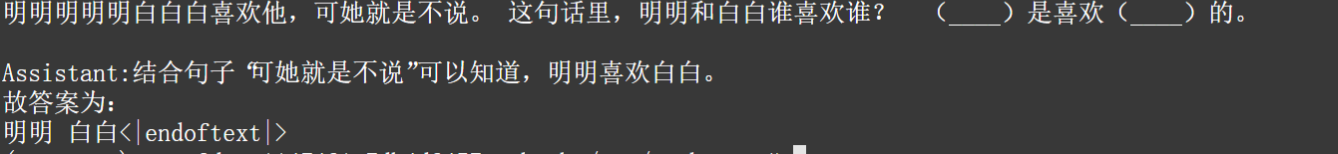 明明明明明白白白喜欢他，可她就是不说。 这句话里，明明和白白谁喜欢谁？ （____）是喜欢（____）的。
Assistant:结合句子“可她就是不说”可以知道，明明喜欢白白。
故答案为：
明明 白白<|endoftext|>